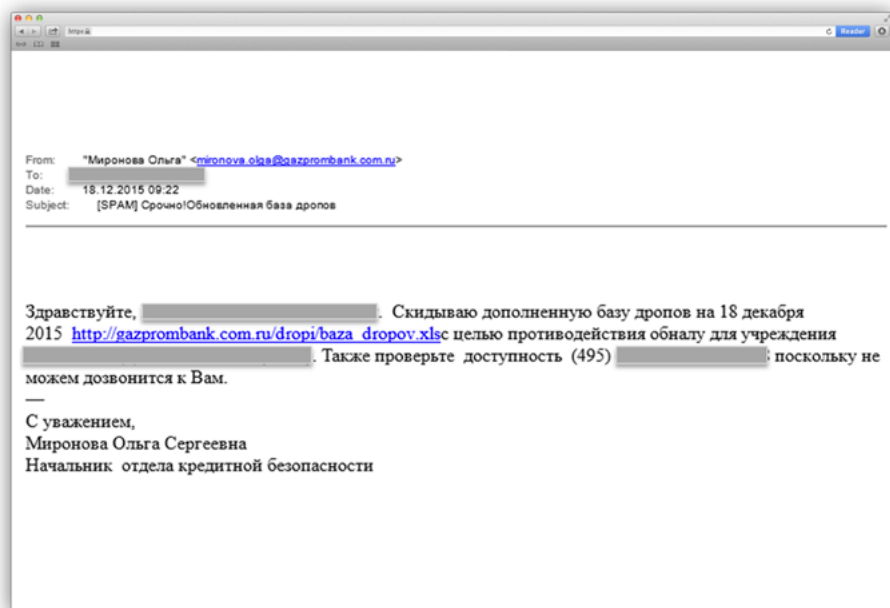 https
Reader
From: "Миронова Ольга" <mironova.olga@gazprombank.com.ru>
To:
Date: 18.12.2015 09:22
Subject: [SPAM] Срочно!Обновленная база дропов
Здравствуйте, . Скидываю дополненную базу дропов на 18 декабря
2015 http://gazprombank.com.ru/dropi/baza_dropov.xlsс целью противодействия обналу для учреждения
. Также проверьте доступность (495) поскольку не
можем дозвонится к Вам.
—
С уважением,
Миронова Ольга Сергеевна
Начальник отдела кредитной безопасности